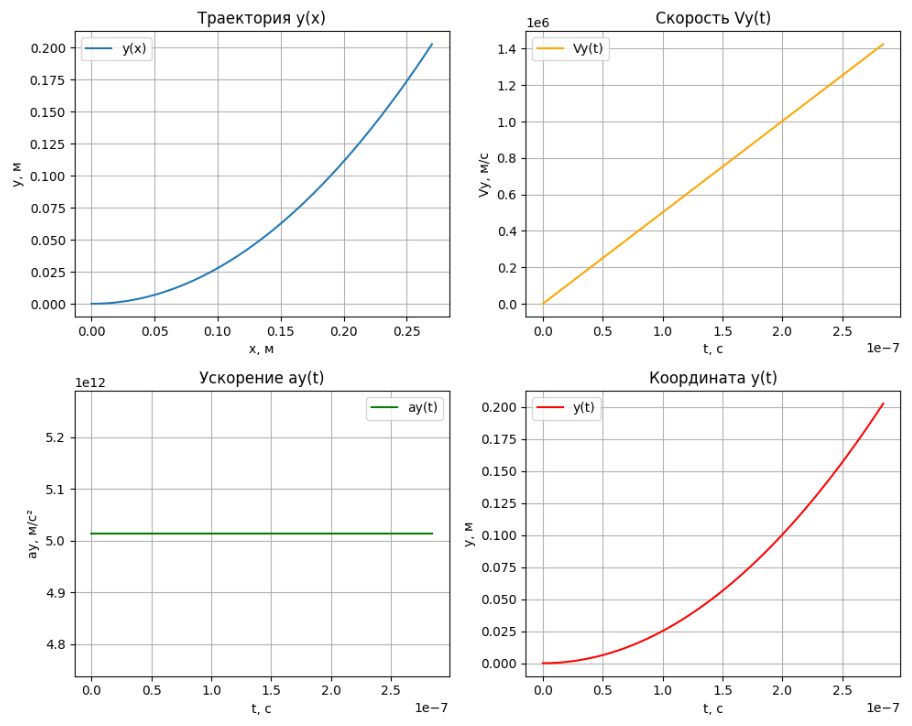 Траектория y(x)
y(x)
0.200
0.175
0.150
0.125
0.100
0.075
0.050
0.025
0.000
y, м
0.00 0.05 0.10 0.15 0.20 0.25
x, м
Скорость Vy(t)
1e6
Vy(t)
1.4
1.2
1.0
0.8
0.6
0.4
0.2
0.0
Vy, м/с
0.0 0.5 1.0 1.5 2.0 2.5
t, с
1e−7
Ускорение ay(t)
1e12
ay(t)
5.2
5.1
5.0
4.9
4.8
ay, м/с²
0.0 0.5 1.0 1.5 2.0 2.5
t, с
1e−7
Координата y(t)
y(t)
0.200
0.175
0.150
0.125
0.100
0.075
0.050
0.025
0.000
y, м
0.0 0.5 1.0 1.5 2.0 2.5
t, с
1e−7